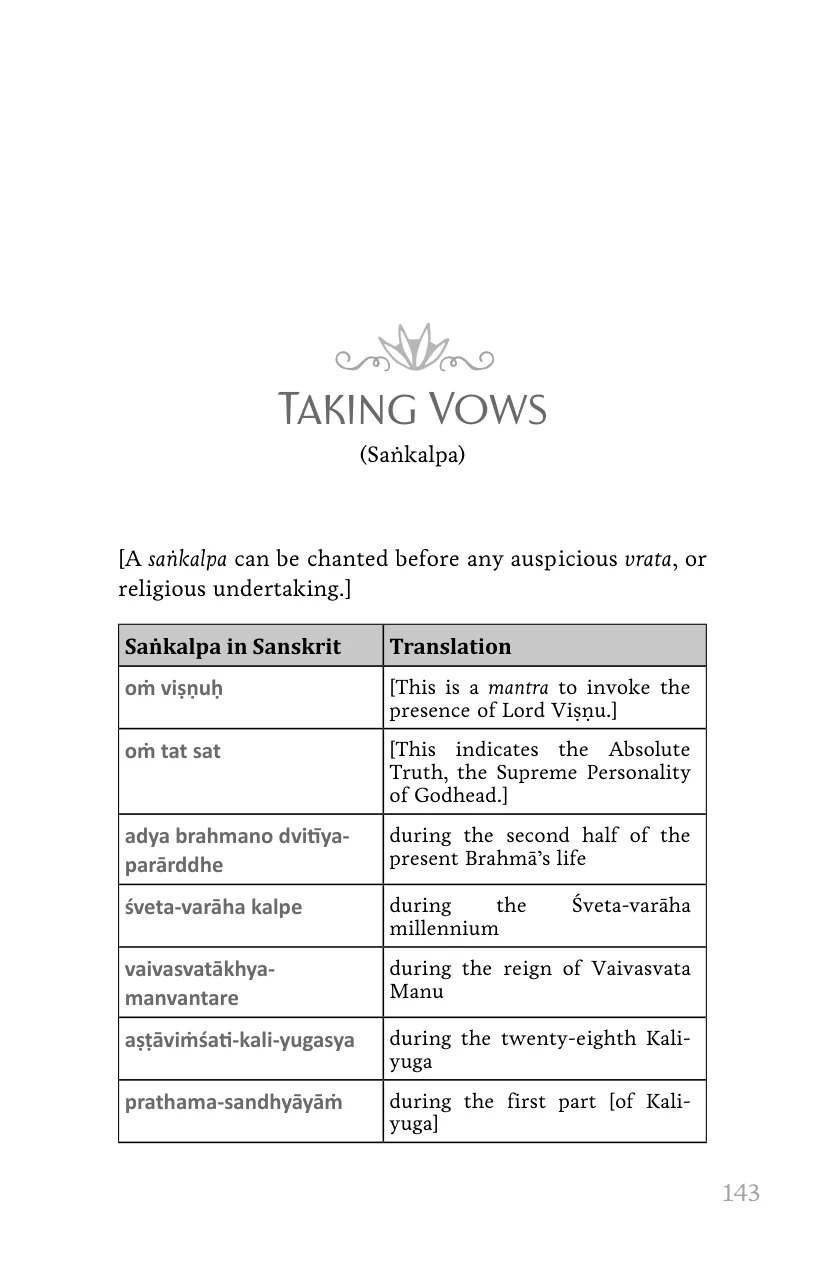 TAKING VOWS
(Saṅkalpa)
[A saṅkalpa can be chanted before any auspicious vrata, or
religious undertaking.]
Saṅkalpa in Sanskrit
Translation
oṁ viṣṇuḥ
[This is a mantra to invoke the
presence of Lord Viṣṇu.]
oṁ tat sat
[This indicates the Absolute
Truth, the Supreme Personality
of Godhead.]
adya brahmano dvitīya-
parārddhe
during the second half of the
present Brahmā’s life
śveta-varāha kalpe
during the Śveta-varāha
millennium
vaivasvatākhya-
manvantare
during the reign of Vaivasvata
Manu
aṣṭāviṁśati-kali-yugasya
during the twenty-eighth Kali-
yuga
prathama-sandhyāyāṁ
during the first part [of Kali-
yuga]
143